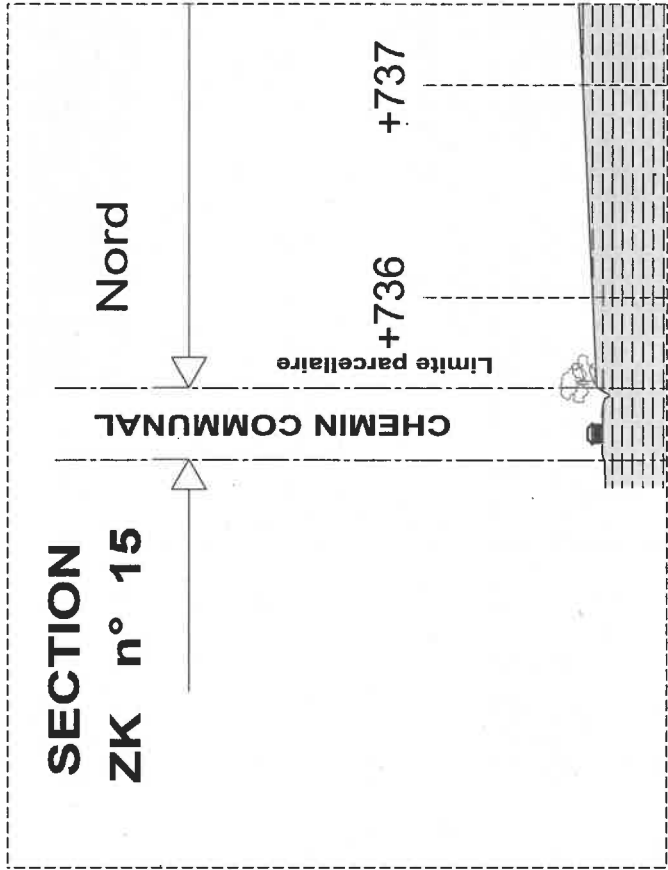 SECTION
ZK n° 15
Nord
CHEMIN COMMUNAL
Limite parcellaire
+736
+737